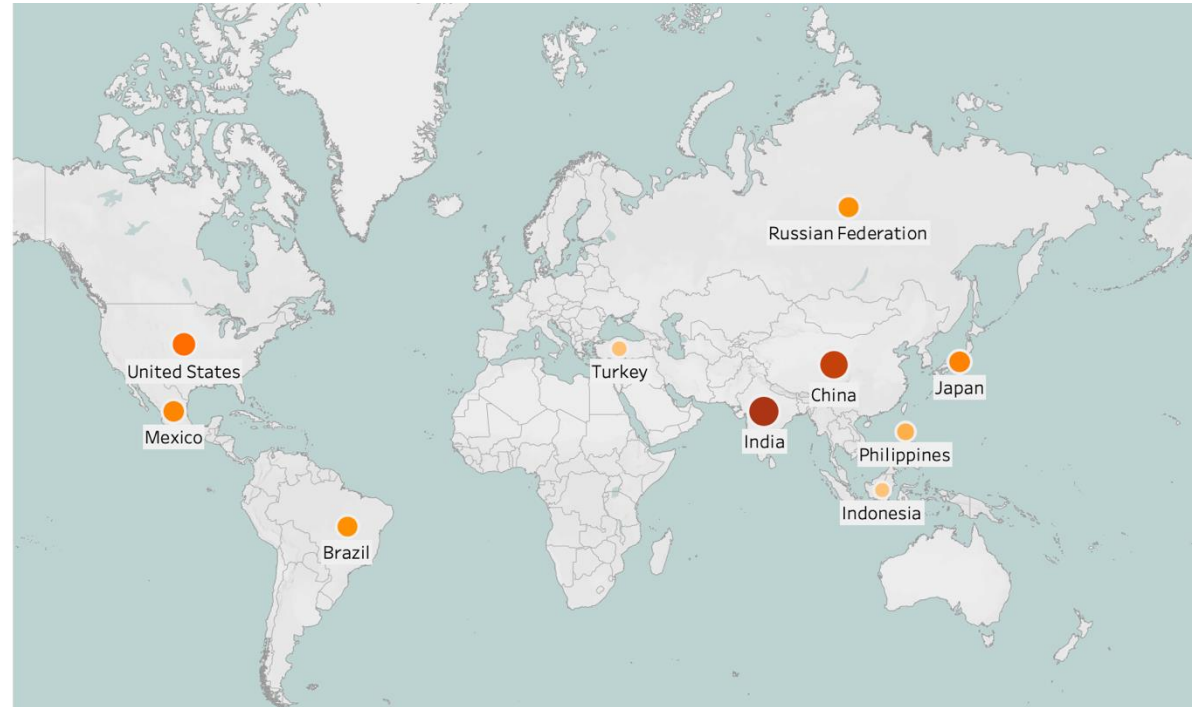 Russian Federation
United States
Turkey
China
Japan
Mexico
India
Philippines
Indonesia
Brazil